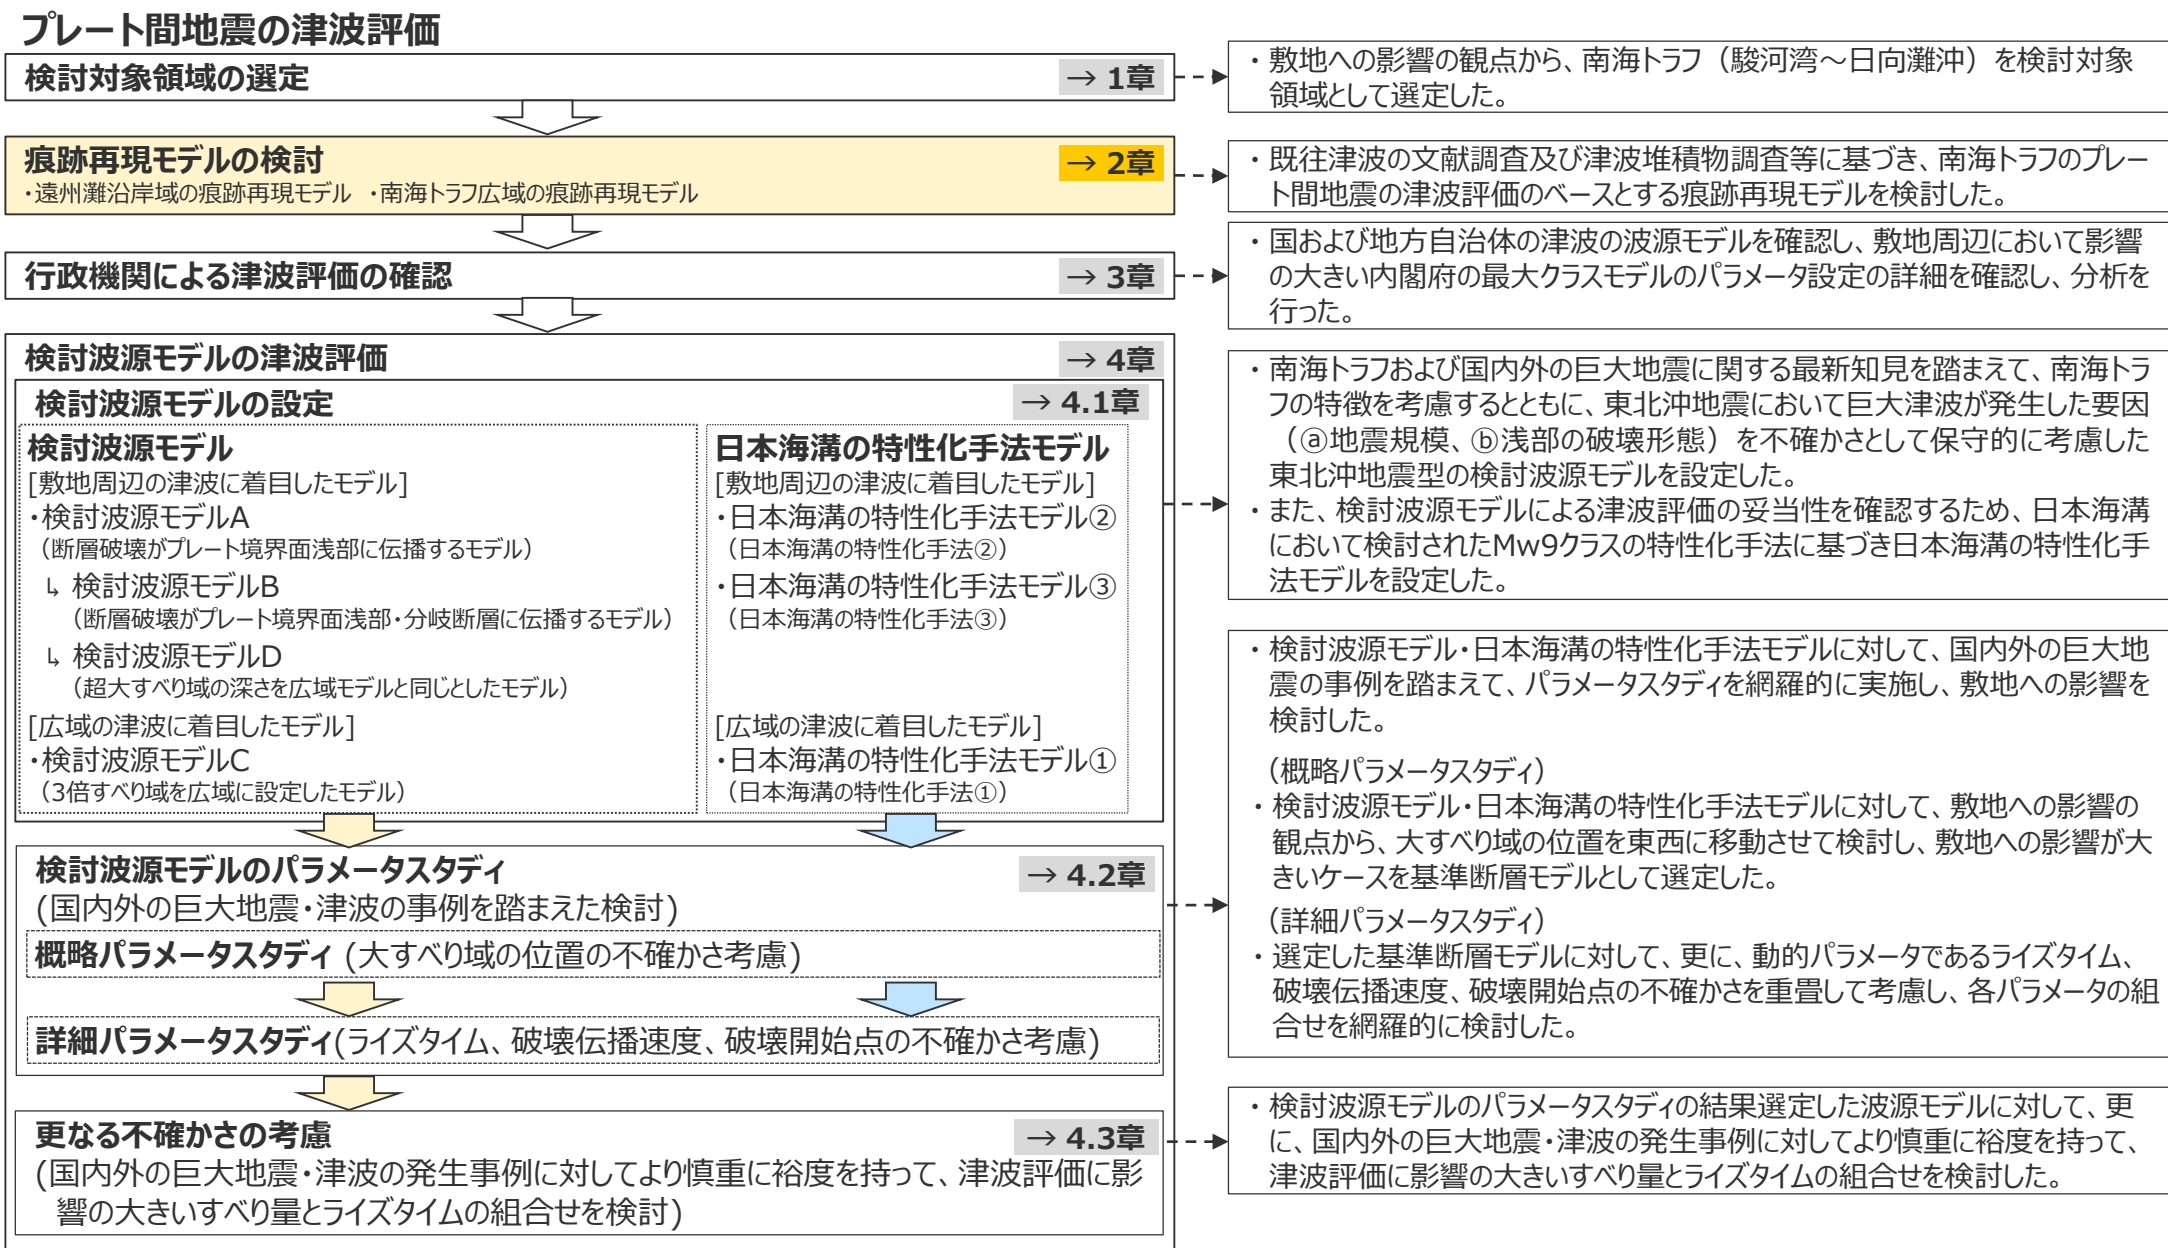 プレート間地震の津波評価
検討対象領域の選定
→ 1章
・敷地への影響の観点から、南海トラフ（駿河湾～日向灘沖）を検討対象
領域として選定した。
痕跡再現モデルの検討
→ 2章
・遠州灘沿岸域の痕跡再現モデル ・南海トラフ広域の痕跡再現モデル
・既往津波の文献調査及び津波堆積物調査等に基づき、南海トラフのプレー
ト間地震の津波評価のベースとする痕跡再現モデルを検討した。
行政機関による津波評価の確認
→ 3章
・国および地方自治体の津波の波源モデルを確認し、敷地周辺において影響
の大きい内閣府の最大クラスモデルのパラメータ設定の詳細を確認し、分析を
行った。
検討波源モデルの津波評価
→ 4章
検討波源モデルの設定
→ 4.1章
検討波源モデル
[敷地周辺の津波に着目したモデル]
・検討波源モデルA
（断層破壊がプレート境界面浅部に伝播するモデル）
↳ 検討波源モデルB
（断層破壊がプレート境界面浅部・分岐断層に伝播するモデル）
↳ 検討波源モデルD
（超大すべり域の深さを広域モデルと同じとしたモデル）
[広域の津波に着目したモデル]
・検討波源モデルC
（3倍すべり域を広域に設定したモデル）
日本海溝の特性化手法モデル
[敷地周辺の津波に着目したモデル]
・日本海溝の特性化手法モデル②
（日本海溝の特性化手法②）
・日本海溝の特性化手法モデル③
（日本海溝の特性化手法③）
[広域の津波に着目したモデル]
・日本海溝の特性化手法モデル①
（日本海溝の特性化手法①）
・南海トラフおよび国内外の巨大地震に関する最新知見を踏まえて、南海トラ
フの特徴を考慮するとともに、東北沖地震において巨大津波が発生した要因
（ⓐ地震規模、ⓑ浅部の破壊形態）を不確かさとして保守的に考慮した
東北沖地震型の検討波源モデルを設定した。
・また、検討波源モデルによる津波評価の妥当性を確認するため、日本海溝
において検討されたMw9クラスの特性化手法に基づき日本海溝の特性化手
法モデルを設定した。
検討波源モデルのパラメータスタディ
→ 4.2章
(国内外の巨大地震・津波の事例を踏まえた検討)
概略パラメータスタディ (大すべり域の位置の不確かさ考慮)
詳細パラメータスタディ(ライズタイム、破壊伝播速度、破壊開始点の不確かさ考慮)
・検討波源モデル・日本海溝の特性化手法モデルに対して、国内外の巨大地
震の事例を踏まえて、パラメータスタディを網羅的に実施し、敷地への影響を
検討した。
（概略パラメータスタディ）
・検討波源モデル・日本海溝の特性化手法モデルに対して、敷地への影響の
観点から、大すべり域の位置を東西に移動させて検討し、敷地への影響が大
きいケースを基準断層モデルとして選定した。
（詳細パラメータスタディ）
・選定した基準断層モデルに対して、更に、動的パラメータであるライズタイム、
破壊伝播速度、破壊開始点の不確かさを重畳して考慮し、各パラメータの組
合せを網羅的に検討した。
更なる不確かさの考慮
→ 4.3章
(国内外の巨大地震・津波の発生事例に対してより慎重に裕度を持って、津波評価に影
響の大きいすべり量とライズタイムの組合せを検討)
・検討波源モデルのパラメータスタディの結果選定した波源モデルに対して、更
に、国内外の巨大地震・津波の発生事例に対してより慎重に裕度を持って、
津波評価に影響の大きいすべり量とライズタイムの組合せを検討した。